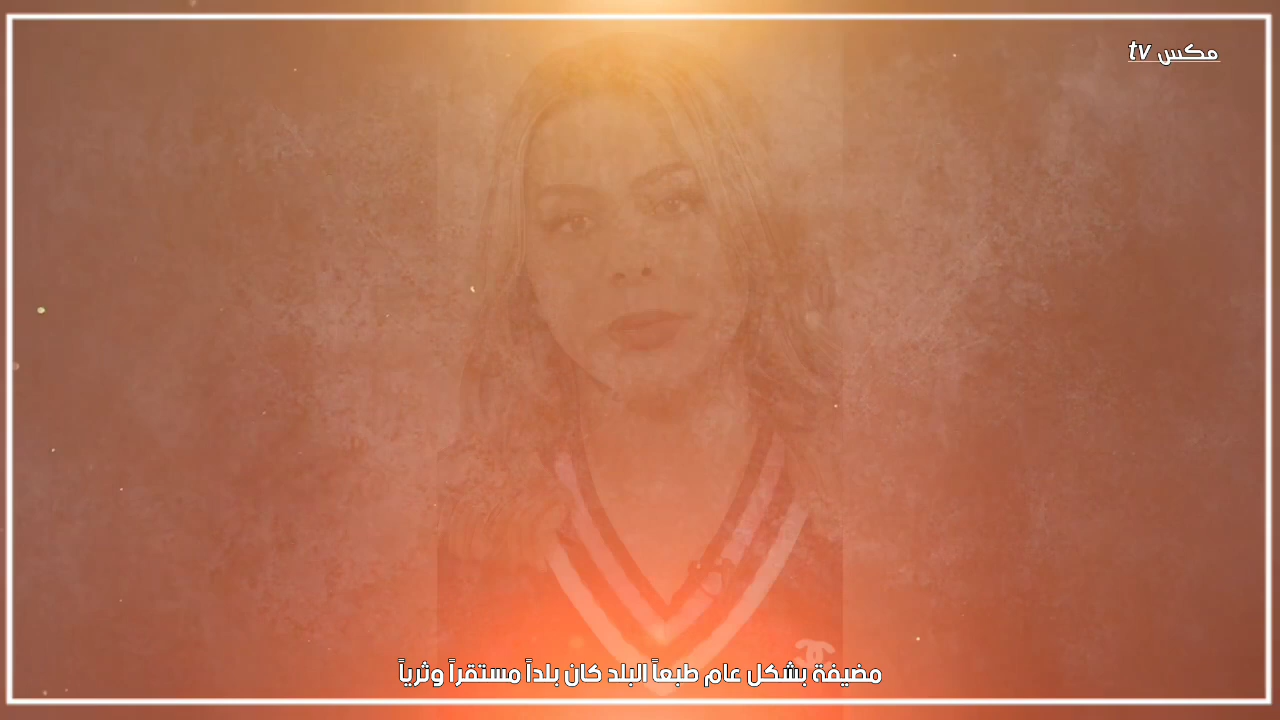 مكس tv
مضيفة بشكل عام طبعاً البلد كان بلداً مستقراً وثرياً